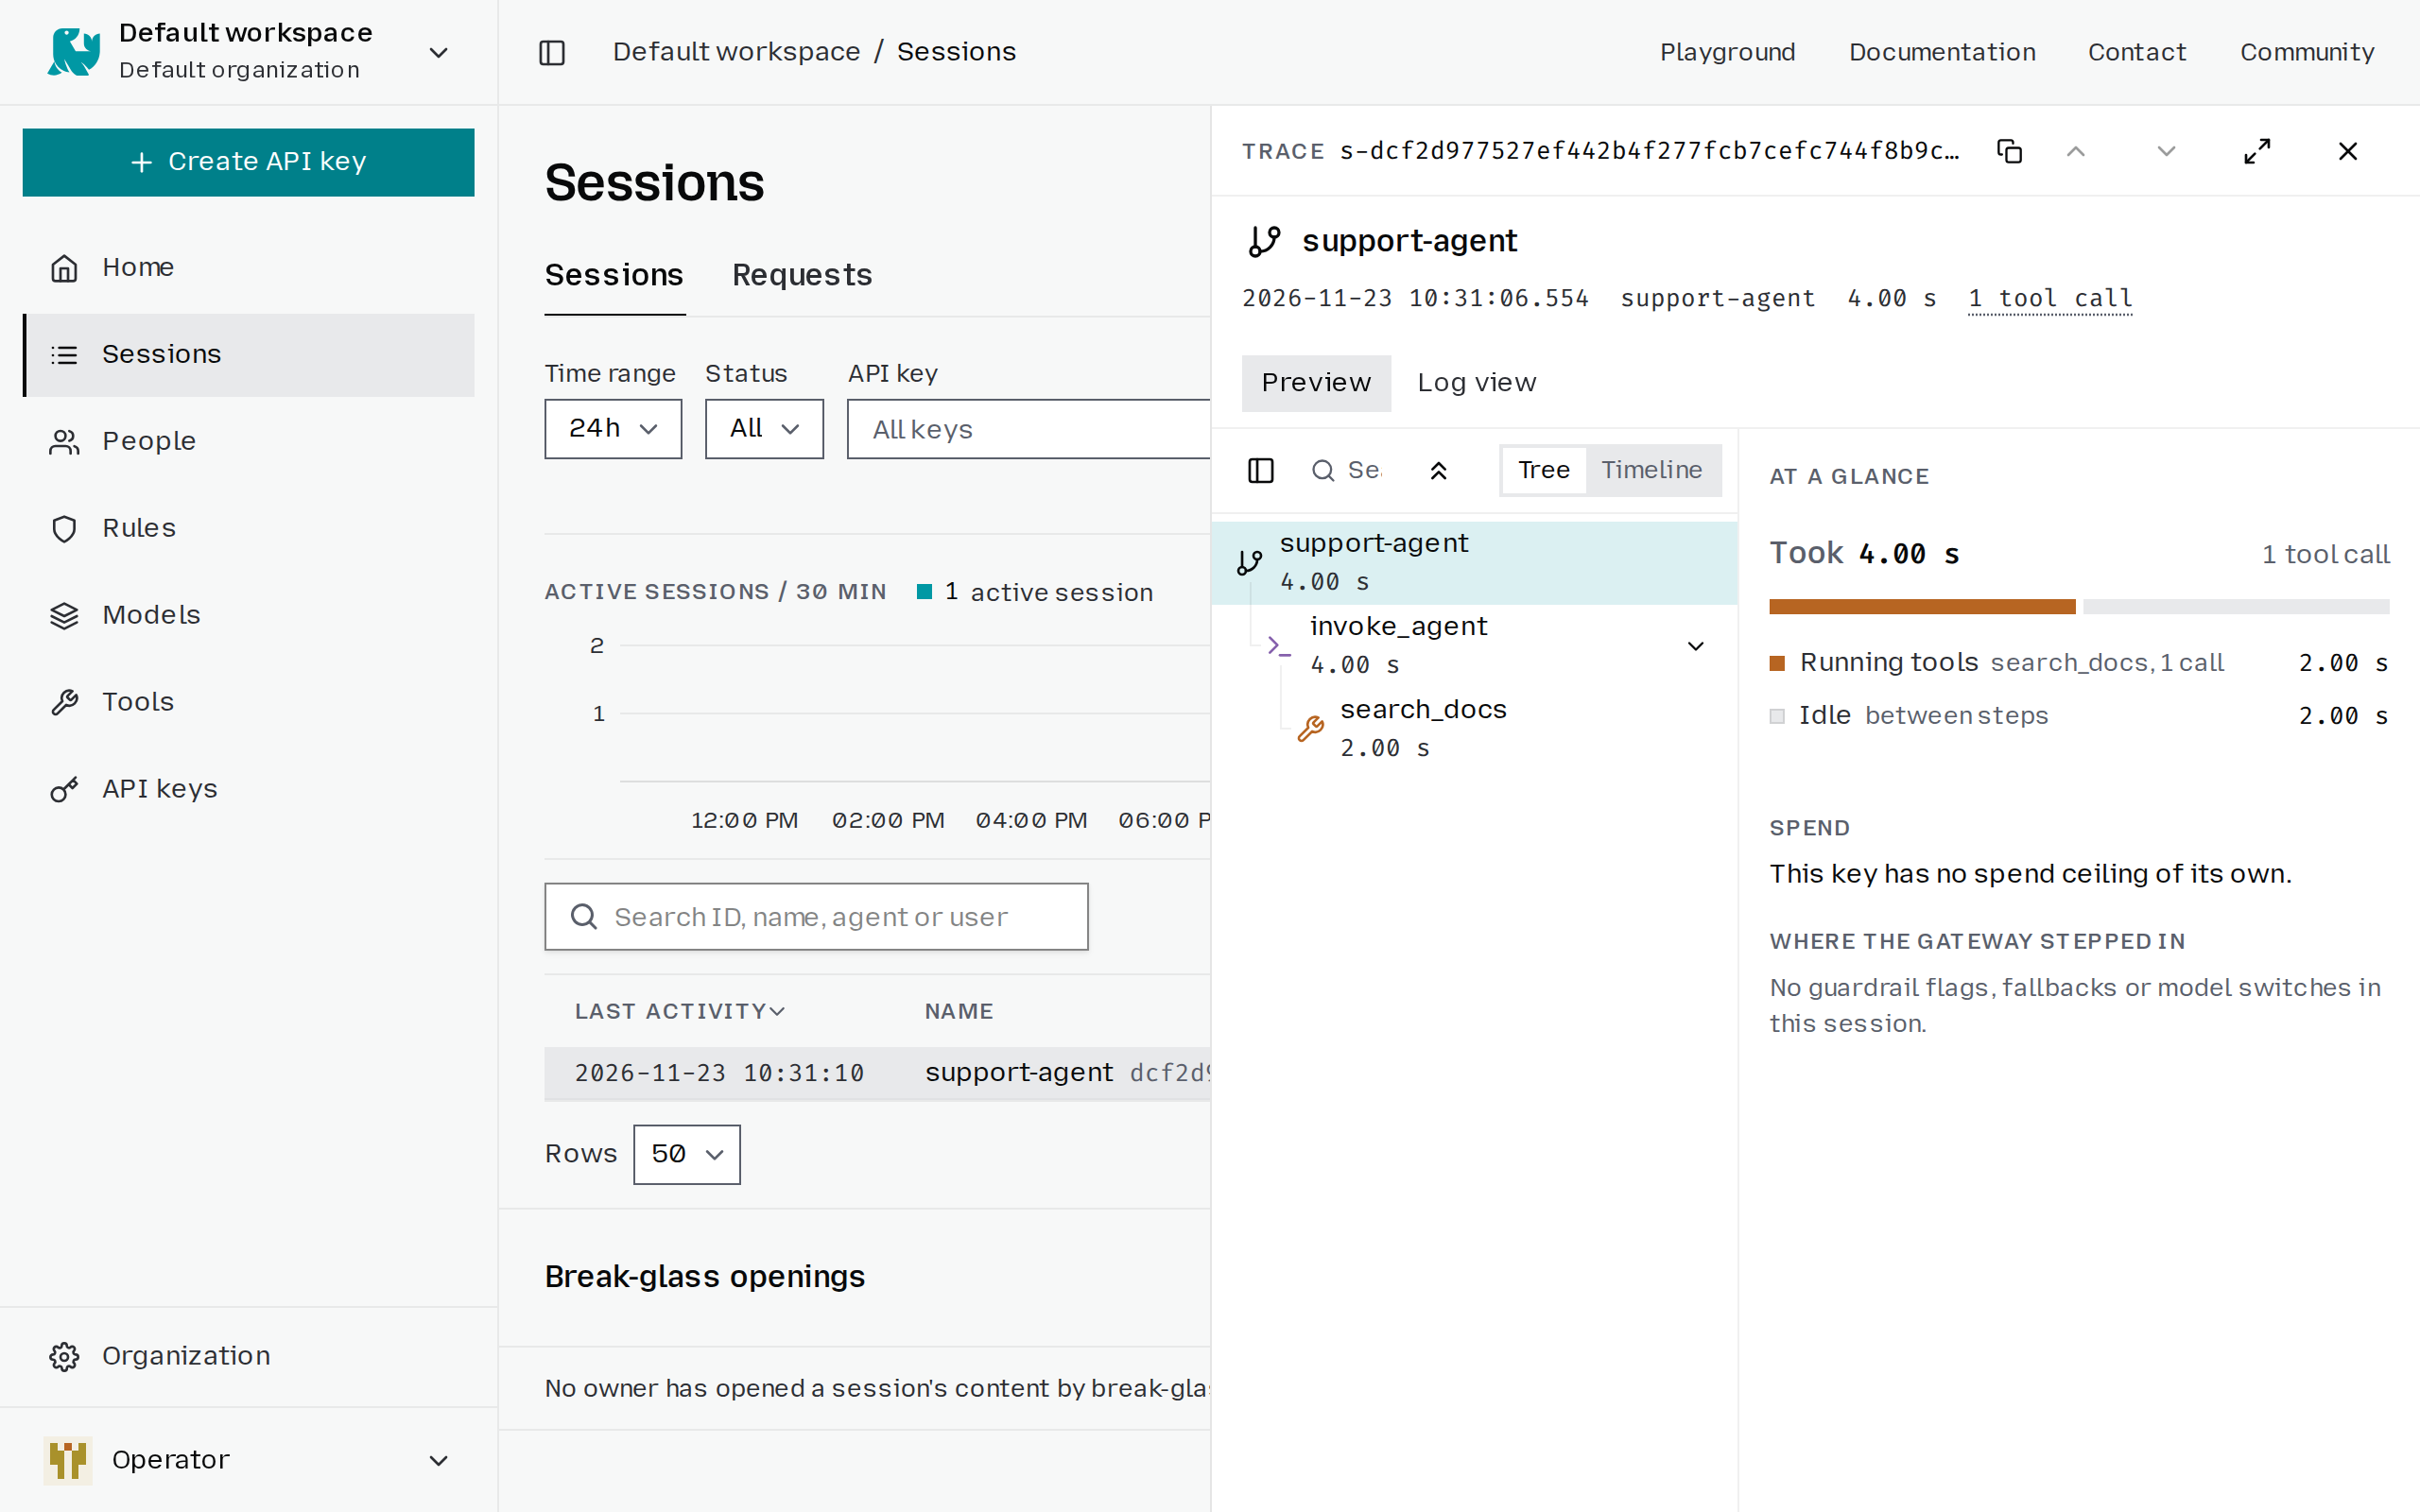 Default workspace
Default organization
Create API key
Home
Sessions
People
Rules
Models
Tools
API keys
Organization
Operator
Default workspace / Sessions
Playground
Documentation
Contact
Community
Sessions
Sessions
Requests
Time range
Status
API key
24h
All
All keys
ACTIVE SESSIONS / 30 MIN
1 active session
2
1
12:00 PM
02:00 PM
04:00 PM
06:00 P
Search ID, name, agent or user
LAST ACTIVITY
NAME
2026-11-23 10:31:10
support-agent dcf2d9
Rows
50
Break-glass openings
No owner has opened a session's content by break-glas
TRACE s-dcf2d977527ef442b4f277fcb7cefc744f8b9c…
support-agent
2026-11-23 10:31:06.554 support-agent 4.00 s 1 tool call
Preview
Log view
Sea
Tree
Timeline
support-agent
4.00 s
invoke_agent
4.00 s
search_docs
2.00 s
AT A GLANCE
Took 4.00 s
1 tool call
Running tools search_docs, 1 call 2.00 s
Idle between steps 2.00 s
SPEND
This key has no spend ceiling of its own.
WHERE THE GATEWAY STEPPED IN
No guardrail flags, fallbacks or model switches in
this session.